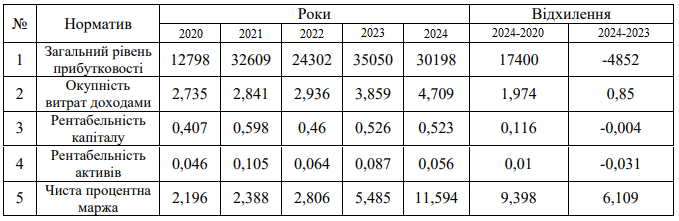 № Норматив Роки Відхилення
2020 2021 2022 2023 2024 2024-2020 2024-2023
1 Загальний рівень прибутковості 12798 32609 24302 35050 30198 17400 -4852
2 Окупність витрат доходами 2,735 2,841 2,936 3,859 4,709 1,974 0,85
3 Рентабельність капіталу 0,407 0,598 0,46 0,526 0,523 0,116 -0,004
4 Рентабельність активів 0,046 0,105 0,064 0,087 0,056 0,01 -0,031
5 Чиста процентна маржа 2,196 2,388 2,806 5,485 11,594 9,398 6,109